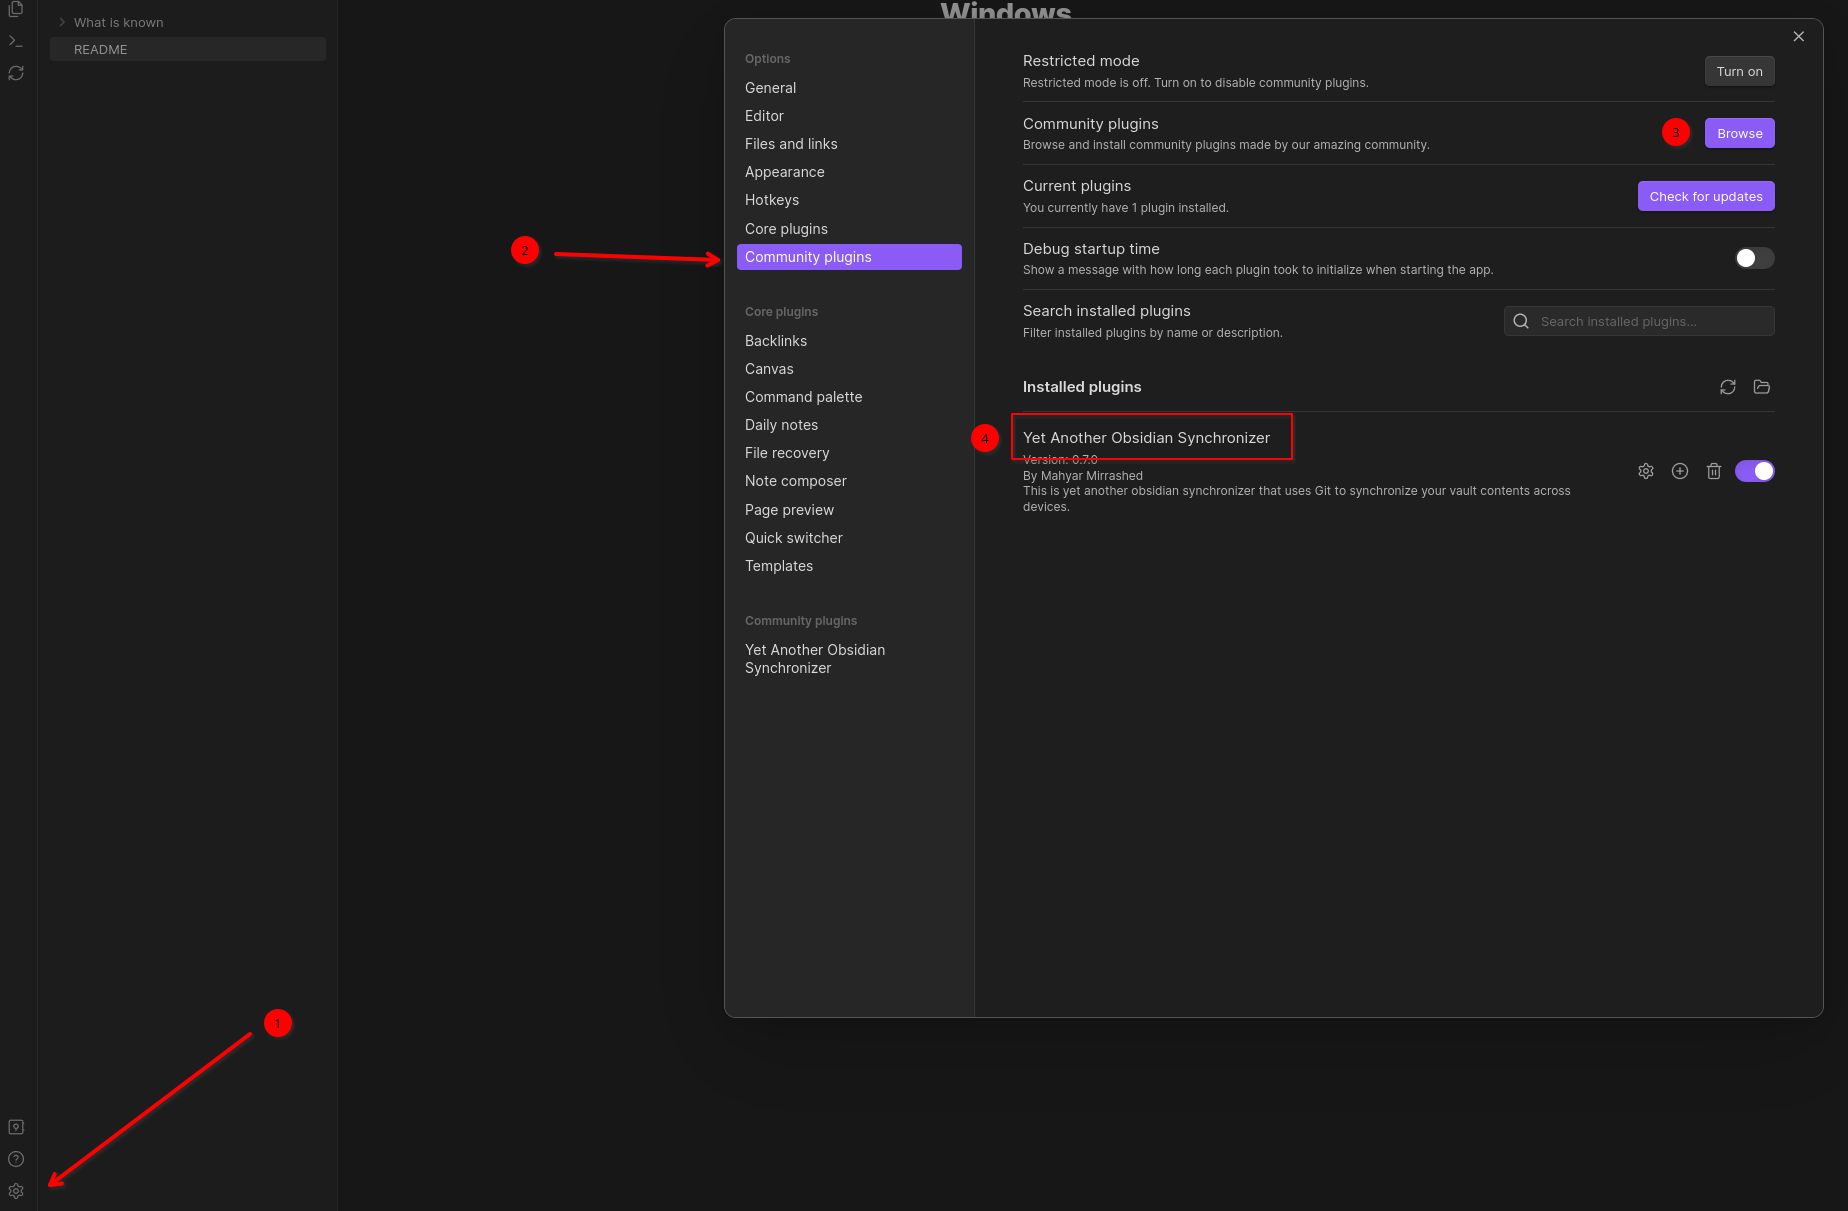 What is known
README
Windows
Options
General
Editor
Files and links
Appearance
Hotkeys
Core plugins
Community plugins
Core plugins
Backlinks
Canvas
Command palette
Daily notes
File recovery
Note composer
Page preview
Quick switcher
Templates
Community plugins
Yet Another Obsidian
Synchronizer
Restricted mode
Restricted mode is off. Turn on to disable community plugins.
Turn on
Community plugins
Browse and install community plugins made by our amazing community.
3
Browse
Current plugins
You currently have 1 plugin installed.
Check for updates
Debug startup time
Show a message with how long each plugin took to initialize when starting the app.
Search installed plugins
Filter installed plugins by name or description.
Search installed plugins...
Installed plugins
4
Yet Another Obsidian Synchronizer
Version: 0.7.0
By Mahyar Mirrashed
This is yet another obsidian synchronizer that uses Git to synchronize your vault contents across
devices.
2
1